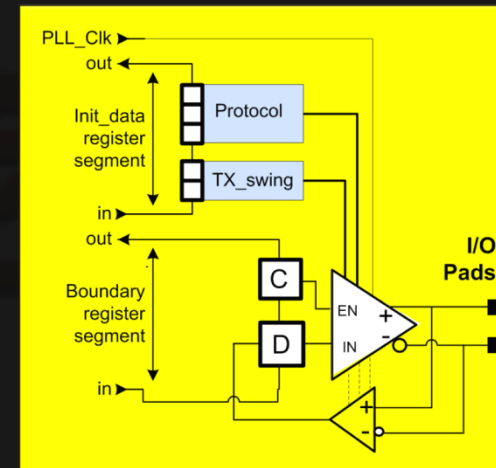 PLL_Clk
out
Init_data
register
segment
Protocol
TX_swing
in
out
I/O
Pads
C
Boundary
register
segment
EN
+
-
D
IN
in
+
-